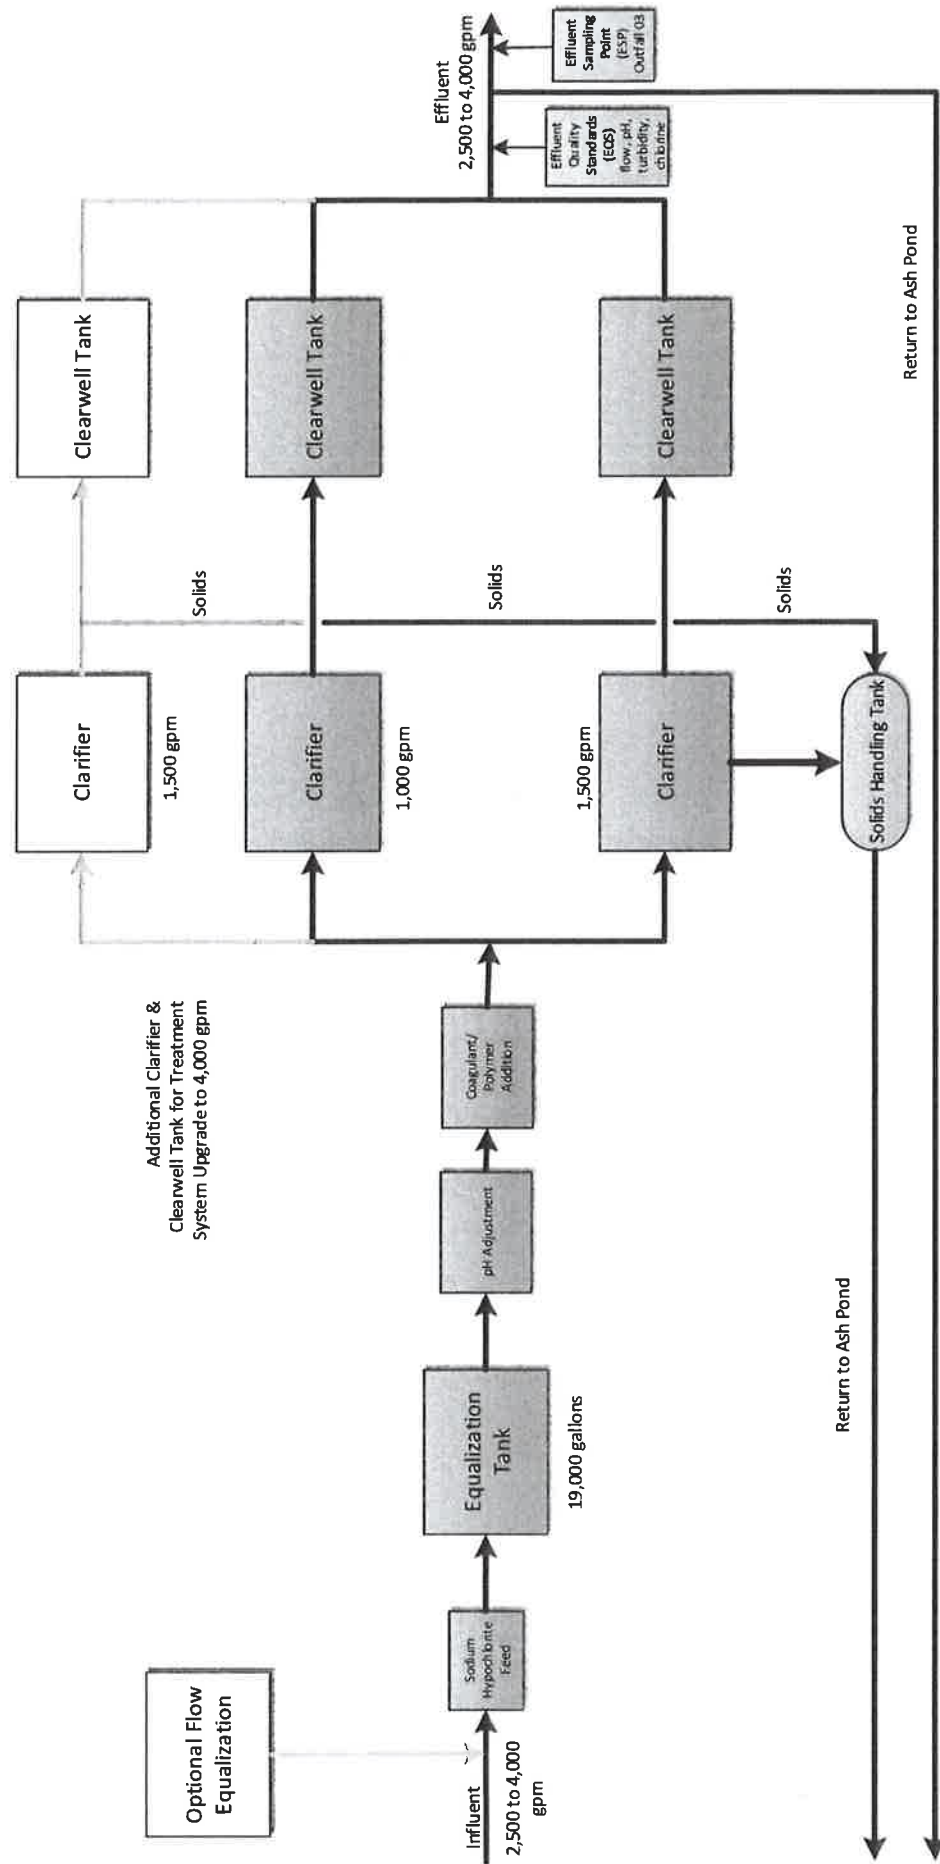 Optional Flow
Equalization
Influent
2,500 to 4,000
gpm
Sodium
Hypochlorite
Feed
Equalization
Tank
19,000 gallons
pH Adjustment
Coagulant/
Polymer
Addition
Additional Clarifier &
Clearwell Tank for Treatment
System Upgrade to 4,000 gpm
Clarifier
1,500 gpm
Clarifier
1,000 gpm
1,500 gpm
Clarifier
Solids
Solids
Solids
Solids Handling Tank
Clearwell Tank
Clearwell Tank
Clearwell Tank
Effluent
2,500 to 4,000 gpm
Effluent
Quality
Standards
(EQS)
flow, pH,
turbidity,
chlorine
Effluent
Sampling
Point
(ESP)
Outfall 03
Return to Ash Pond
Return to Ash Pond